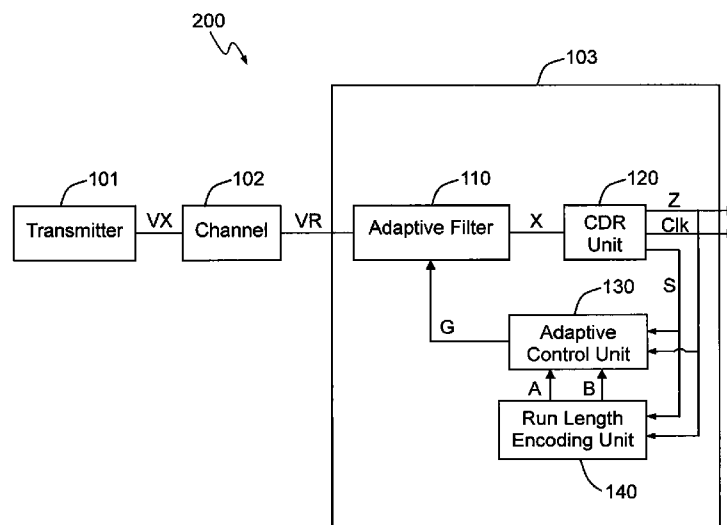 200
103
101
102
110
120
Transmitter
VX
Channel
VR
Adaptive Filter
X
CDR
Unit
Z
Clk
S
130
G
Adaptive
Control Unit
A
B
Run Length
Encoding Unit
140